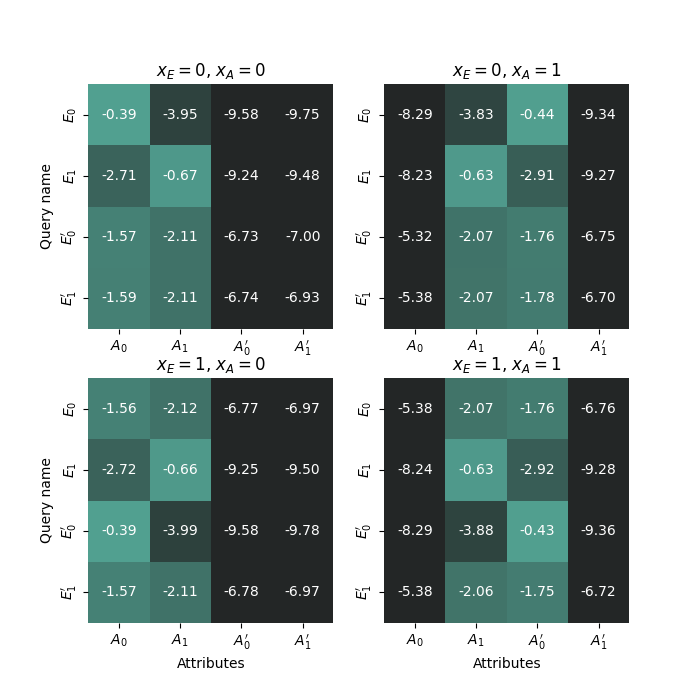 x_E = 0, x_A = 0
x_E = 0, x_A = 1
Query name
E_0 -0.39 -3.95 -9.58 -9.75
E_0 -8.29 -3.83 -0.44 -9.34
E_1 -2.71 -0.67 -9.24 -9.48
E_1 -8.23 -0.63 -2.91 -9.27
E′_0 -1.57 -2.11 -6.73 -7.00
E′_0 -5.32 -2.07 -1.76 -6.75
E′_1 -1.59 -2.11 -6.74 -6.93
E′_1 -5.38 -2.07 -1.78 -6.70
A_0 A_1 A′_0 A′_1
A_0 A_1 A′_0 A′_1
x_E = 1, x_A = 0
x_E = 1, x_A = 1
Query name
E_0 -1.56 -2.12 -6.77 -6.97
E_0 -5.38 -2.07 -1.76 -6.76
E_1 -2.72 -0.66 -9.25 -9.50
E_1 -8.24 -0.63 -2.92 -9.28
E′_0 -0.39 -3.99 -9.58 -9.78
E′_0 -8.29 -3.88 -0.43 -9.36
E′_1 -1.57 -2.11 -6.78 -6.97
E′_1 -5.38 -2.06 -1.75 -6.72
A_0 A_1 A′_0 A′_1
A_0 A_1 A′_0 A′_1
Attributes
Attributes